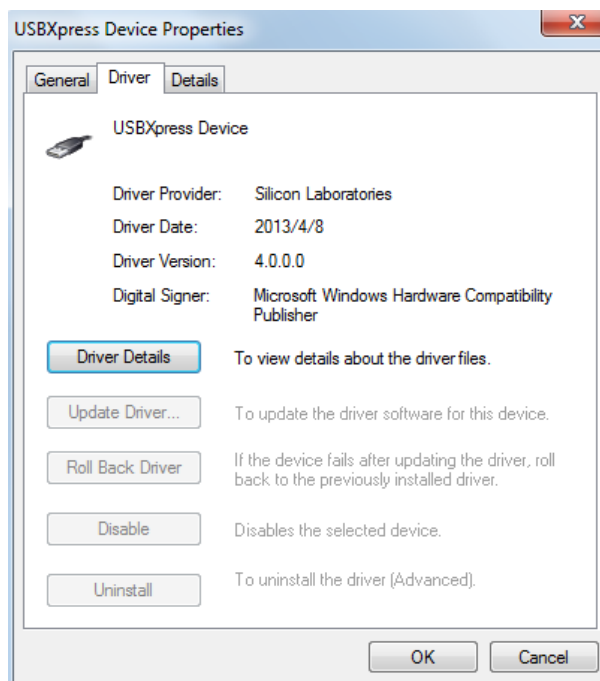 USBXpress Device Properties
General Driver Details
USBXpress Device
Driver Provider: Silicon Laboratories
Driver Date: 2013/4/8
Driver Version: 4.0.0.0
Digital Signer: Microsoft Windows Hardware Compatibility
Publisher
Driver Details To view details about the driver files.
Update Driver... To update the driver software for this device.
Roll Back Driver If the device fails after updating the driver, roll
back to the previously installed driver.
Disable Disables the selected device.
Uninstall To uninstall the driver (Advanced).
OK Cancel